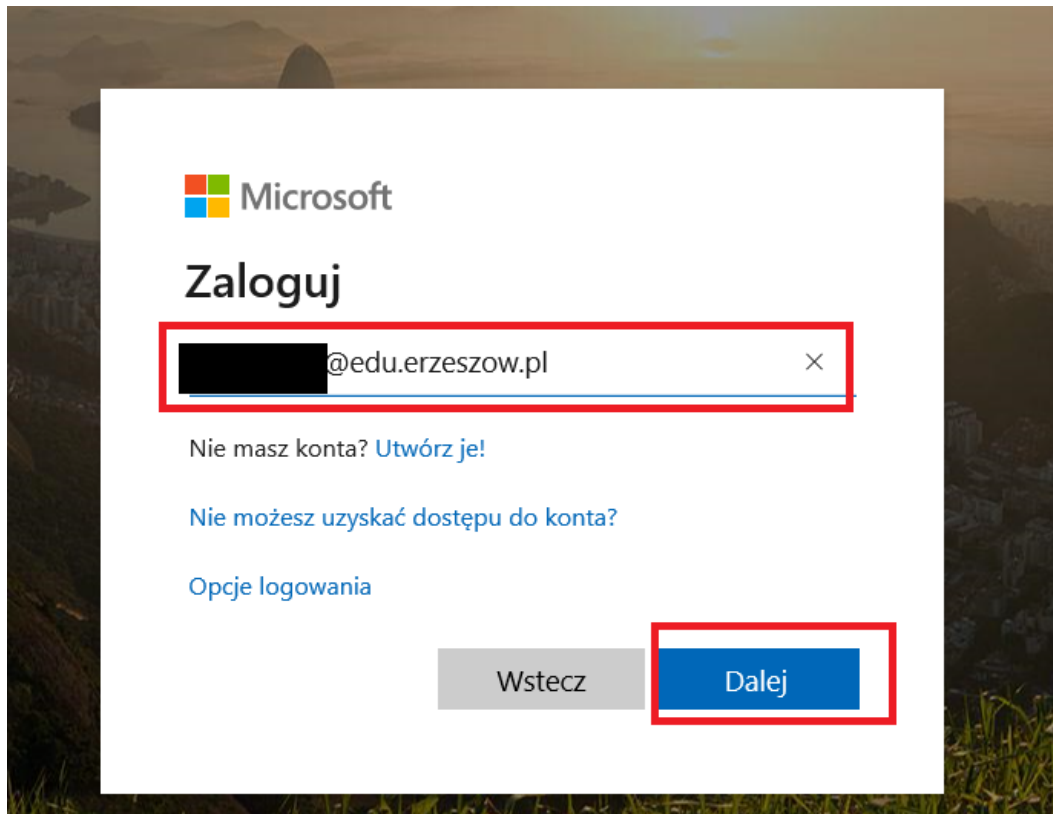 Microsoft
Zaloguj
@edu.erzeszow.pl
Nie masz konta? Utwórz je!
Nie możesz uzyskać dostępu do konta?
Opcje logowania
Wstecz
Dalej